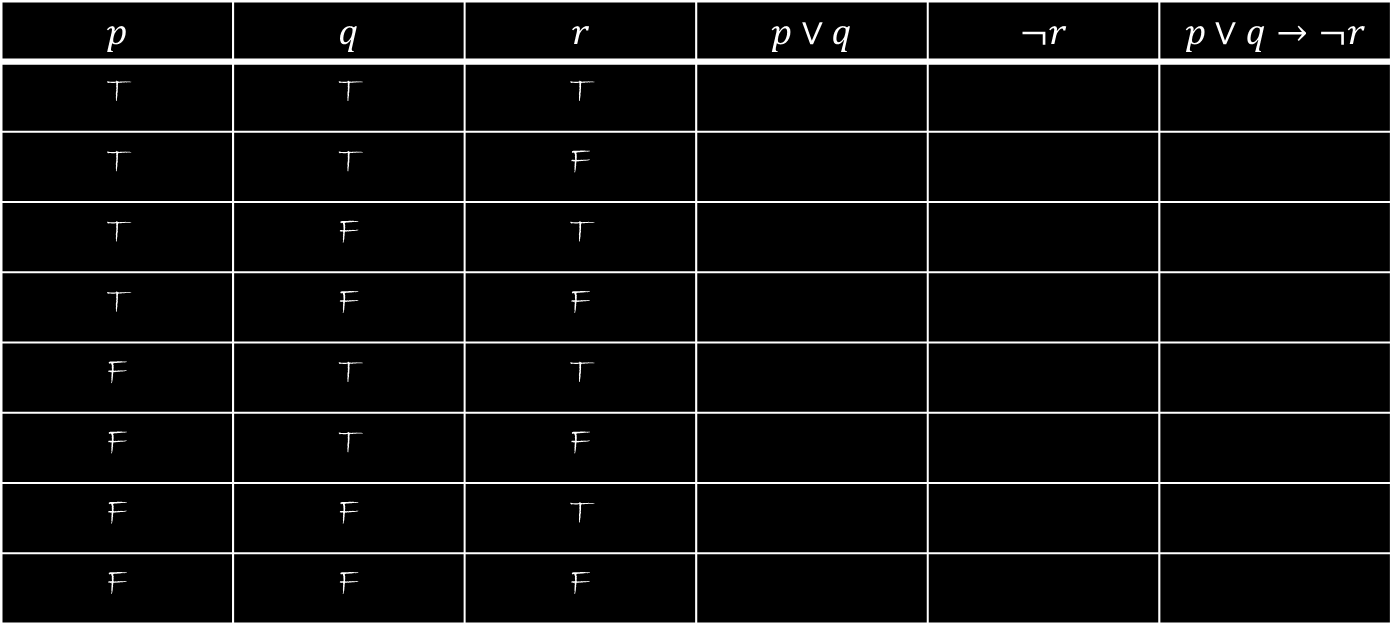 p q r p ∨ q ¬r p ∨ q → ¬r
T T T
T T F
T F T
T F F
F T T
F T F
F F T
F F F